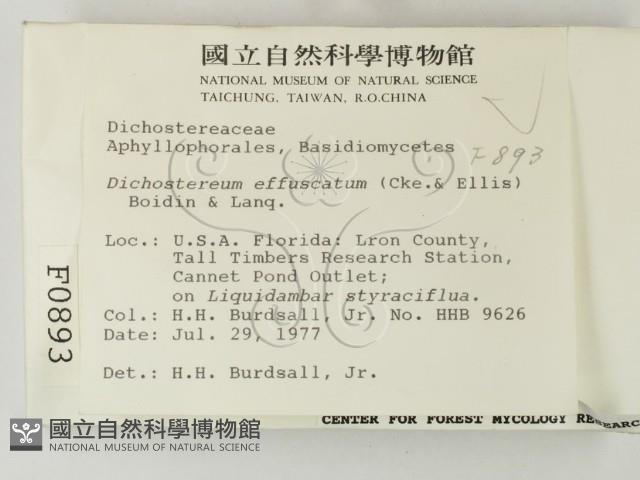 國立自然科學博物館
NATIONAL MUSEUM OF NATURAL SCIENCE
TAICHUNG, TAIWAN, R.O.CHINA
Dichostereaceae
Aphyllophorales, Basidiomycetes
F893
Dichostereum effuscatum (Cke.& Ellis)
Boidin & Lanq.
Loc.: U.S.A. Florida: Lron County,
Tall Timbers Research Station,
Cannet Pond Outlet;
on Liquidambar styraciflua.
Col.: H.H. Burdsall, Jr. No. HHB 9626
Date: Jul. 29, 1977
Det.: H.H. Burdsall, Jr.
F0893
CENTER FOR FOREST MYCOLOGY RESEARC
國立自然科學博物館
NATIONAL MUSEUM OF NATURAL SCIENCE